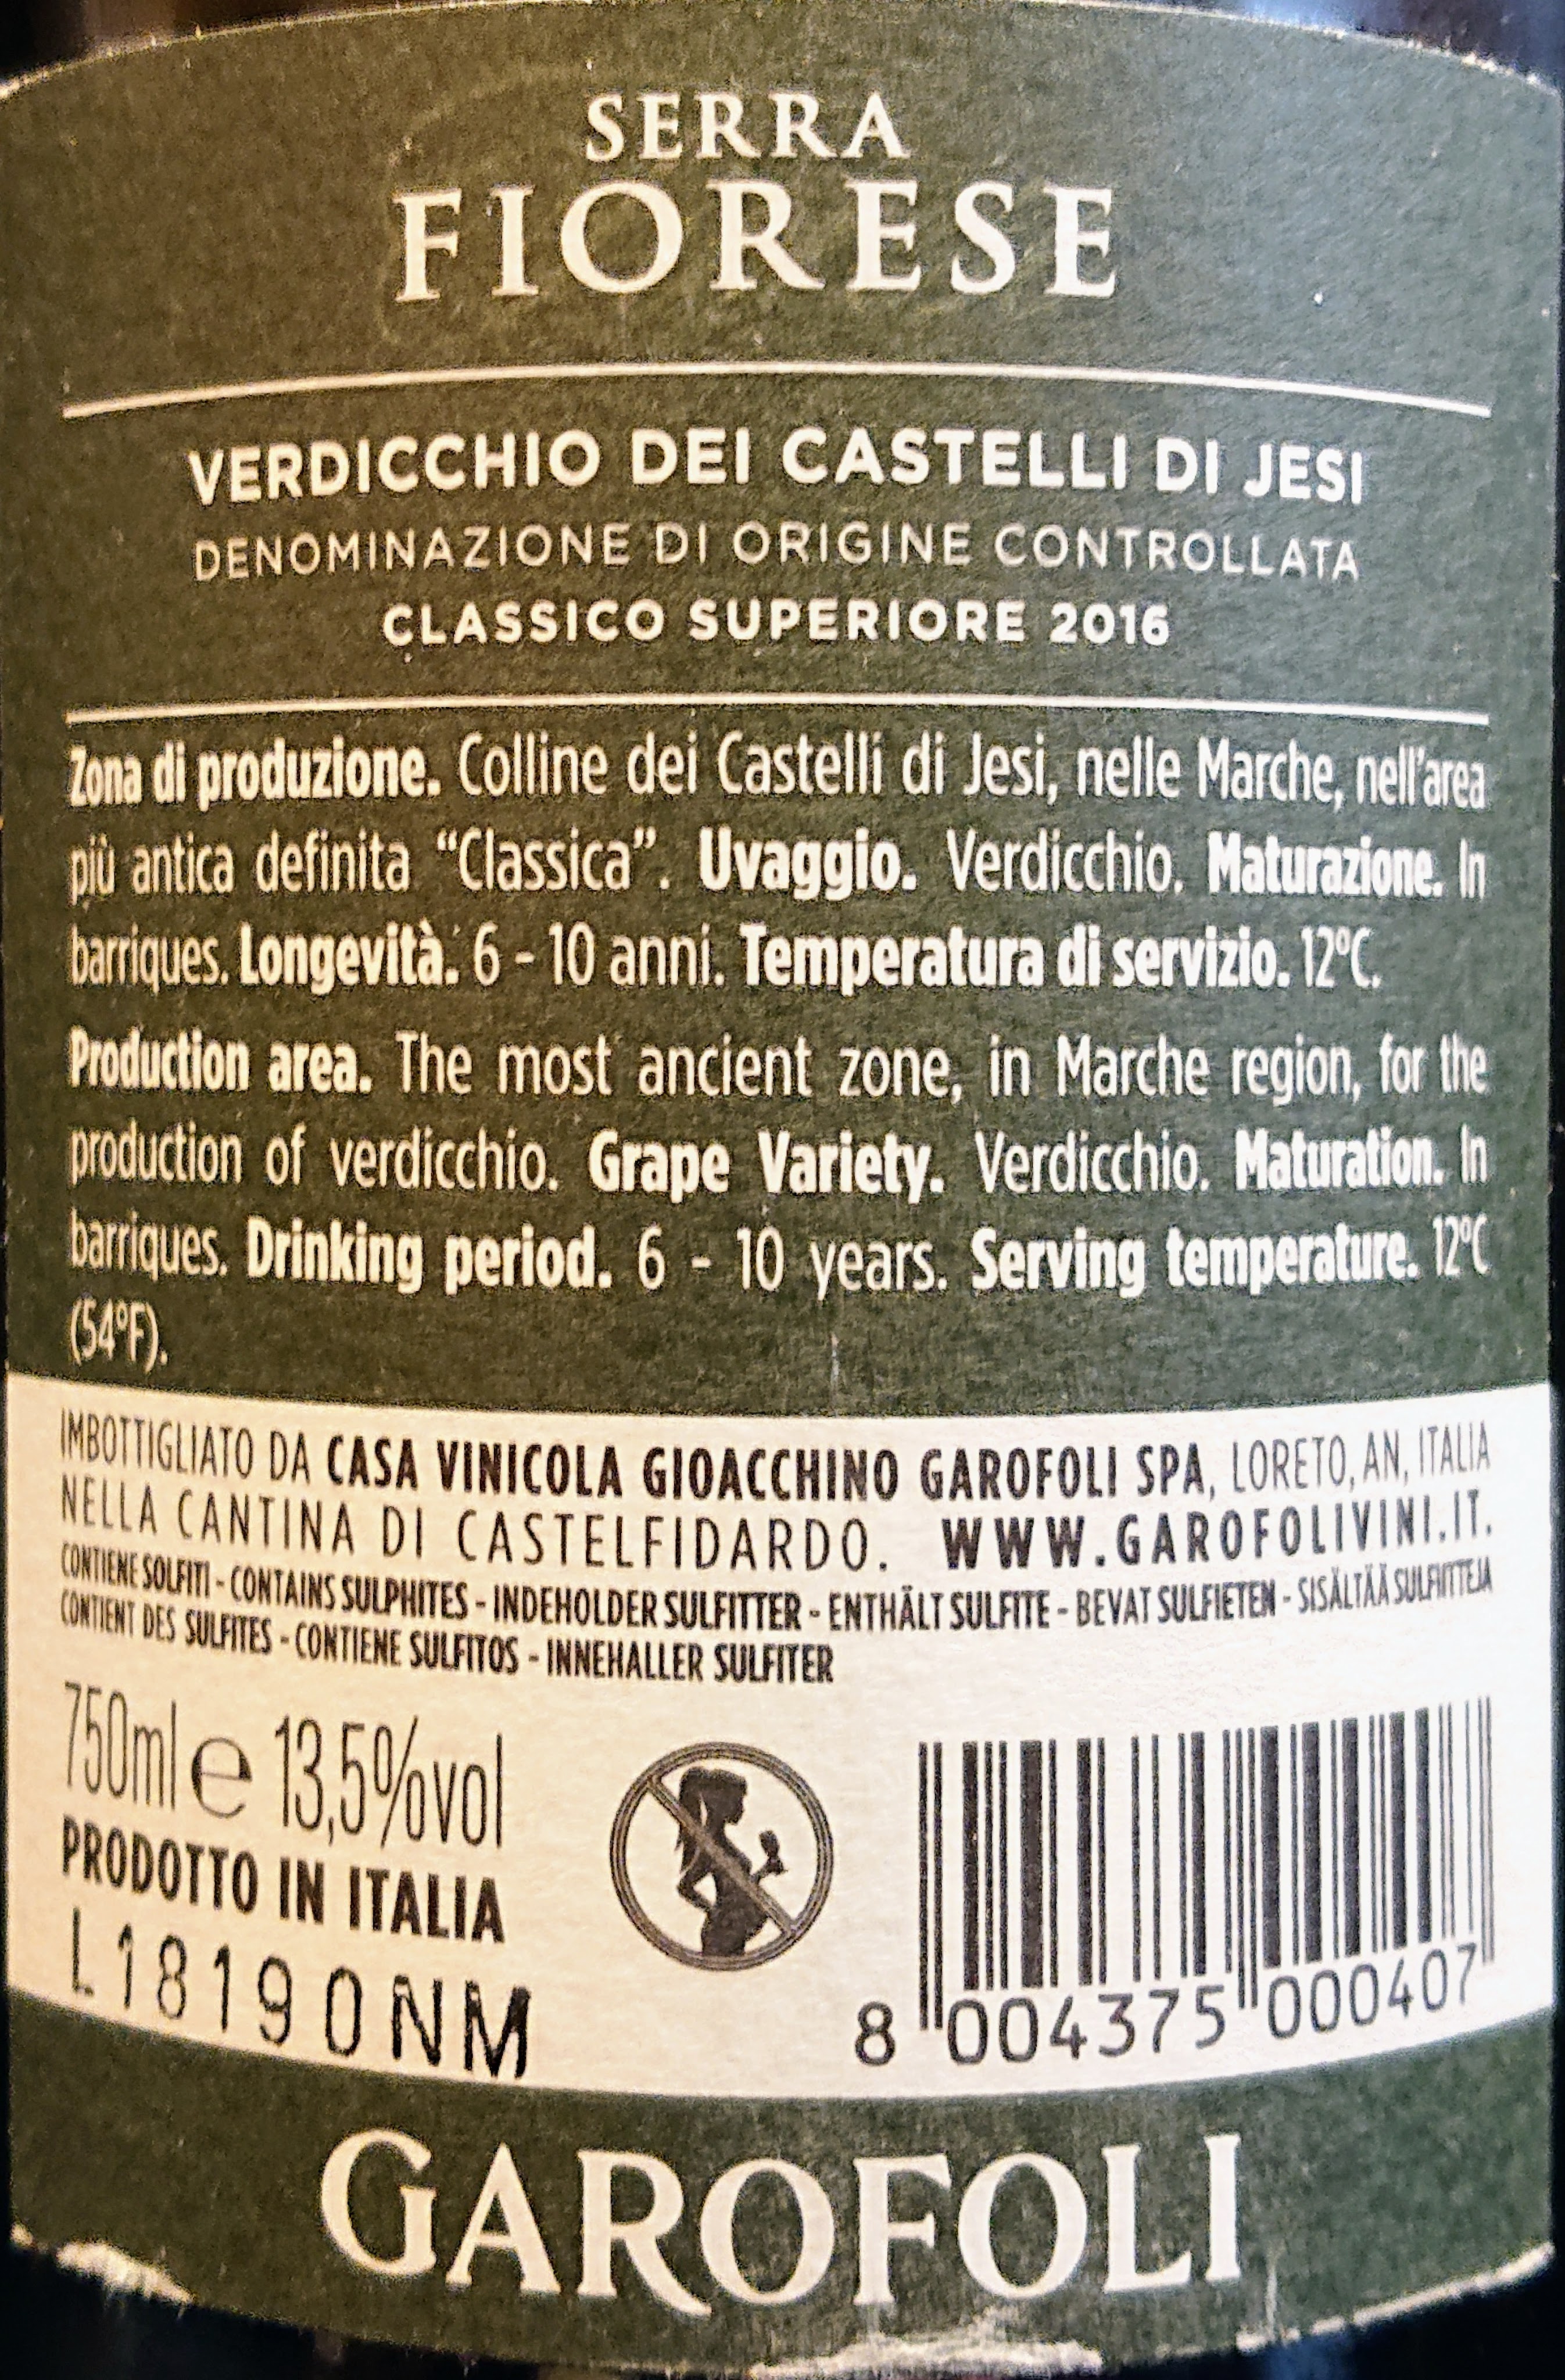 SERRA
FIORESE
VERDICCHIO DEI CASTELLI DI JESI
DENOMINAZIONE DI ORIGINE CONTROLLATA
CLASSICO SUPERIORE 2016
Zona di produzione. Colline dei Castelli di Jesi, nelle Marche, nell'area
più antica definita “Classica”. Uvaggio. Verdicchio. Maturazione. In
barriques. Longevità. 6 - 10 anni. Temperatura di servizio. 12°C.
Production area. The most ancient zone, in Marche region, for the
production of verdicchio. Grape Variety. Verdicchio. Maturation. In
barriques. Drinking period. 6 - 10 years. Serving temperature. 12°C
(54°F).
IMBOTTIGLIATO DA CASA VINICOLA GIOACCHINO GAROFOLI SPA, LORETO, AN, ITALIA
NELLA CANTINA DI CASTELFIDARDO. WWW.GAROFOLIVINI.IT.
CONTIENE SOLFITI - CONTAINS SULPHITES - INDEHOLDER SULFITTER - ENTHÄLT SULFITE - BEVAT SULFIETEN - SISÄLTÄÄ SULFIITTEJA
CONTIENT DES SULFITES - CONTIENE SULFITOS - INNEHALLER SULFITER
750ml e 13,5%vol
PRODOTTO IN ITALIA
L18190NM
8 004375 000407
GAROFOLI